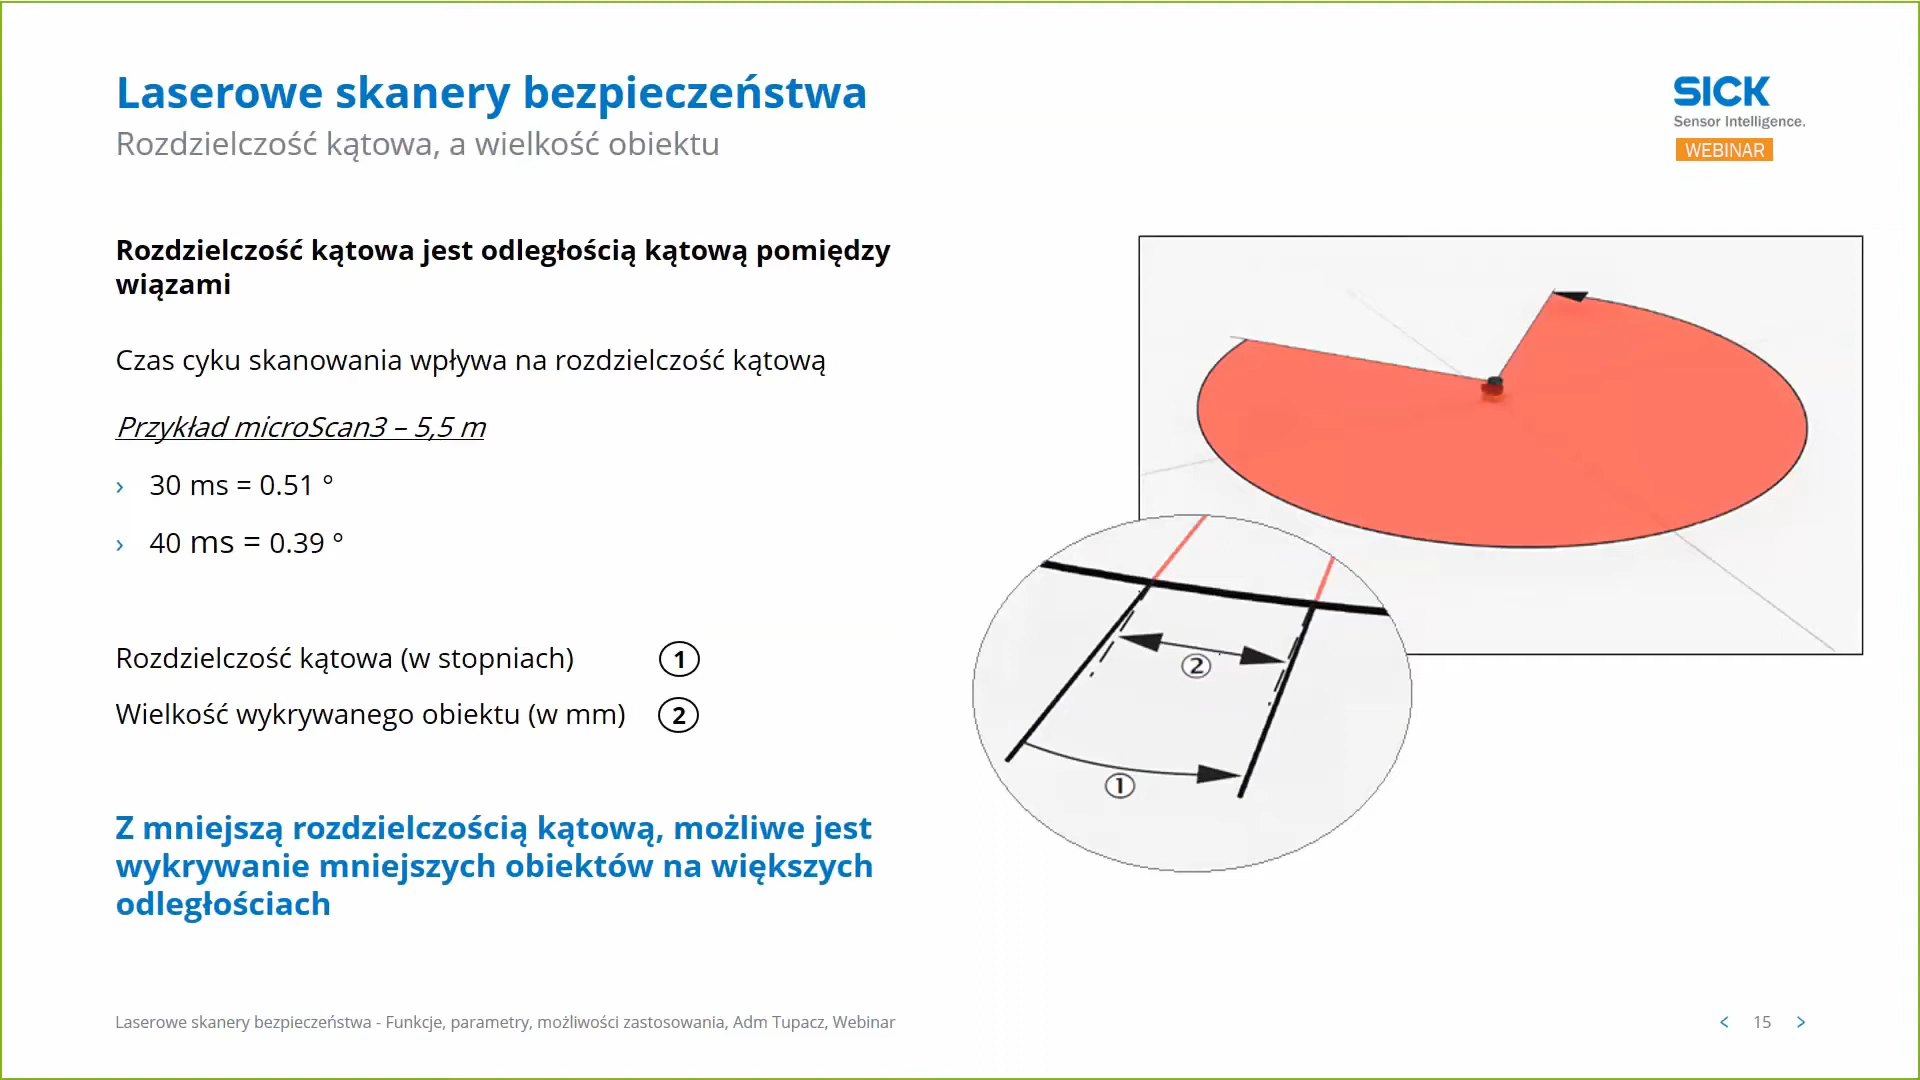 Laserowe skanery bezpieczeństwa
Rozdzielczość kątowa, a wielkość obiektu
SICK
Sensor Intelligence.
WEBINAR
Rozdzielczość kątowa jest odległością kątową pomiędzy
wiązami
Czas cyku skanowania wpływa na rozdzielczość kątową
Przykład microScan3 – 5,5 m
› 30 ms = 0.51 °
› 40 ms = 0.39 °
Rozdzielczość kątowa (w stopniach) 1
Wielkość wykrywanego obiektu (w mm) 2
2
1
Z mniejszą rozdzielczością kątową, możliwe jest
wykrywanie mniejszych obiektów na większych
odległościach
Laserowe skanery bezpieczeństwa - Funkcje, parametry, możliwości zastosowania, Adm Tupacz, Webinar
< 15 >